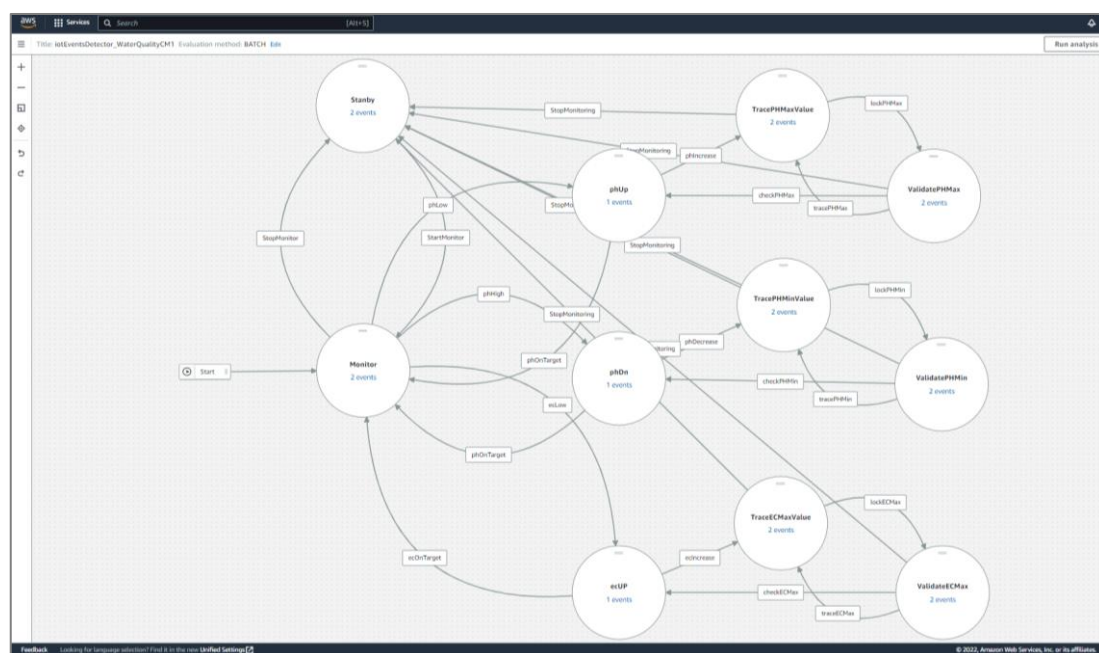 aws Services Search [Alt+S]
Title: iotEventsDetector_WaterQualityCM1 Evaluation method: BATCH Edit
Run analysis
Stanby
2 events
TracePHMaxValue
2 events
lockPHMax
StopMonitoring
StopMonitoring
phIncrease
phUp
1 events
ValidatePHMax
2 events
checkPHMax
tracePHMax
phLow
StopMo
StopMonitor
StartMonitor
StopMonitoring
TracePHMinValue
2 events
lockPHMin
phHigh
StopMonitoring
phDecrease
Start
Monitor
2 events
phOnTarget
phDn
1 events
checkPHMin
ValidatePHMin
2 events
tracePHMin
ecLow
phOnTarget
TraceECMaxValue
2 events
lockECMax
ecOnTarget
ecUP
1 events
ecIncrease
checkECMax
ValidateECMax
2 events
traceECMax
Feedback Looking for language selection? Find it in the new Unified Settings
© 2022, Amazon Web Services, Inc. or its affiliates.